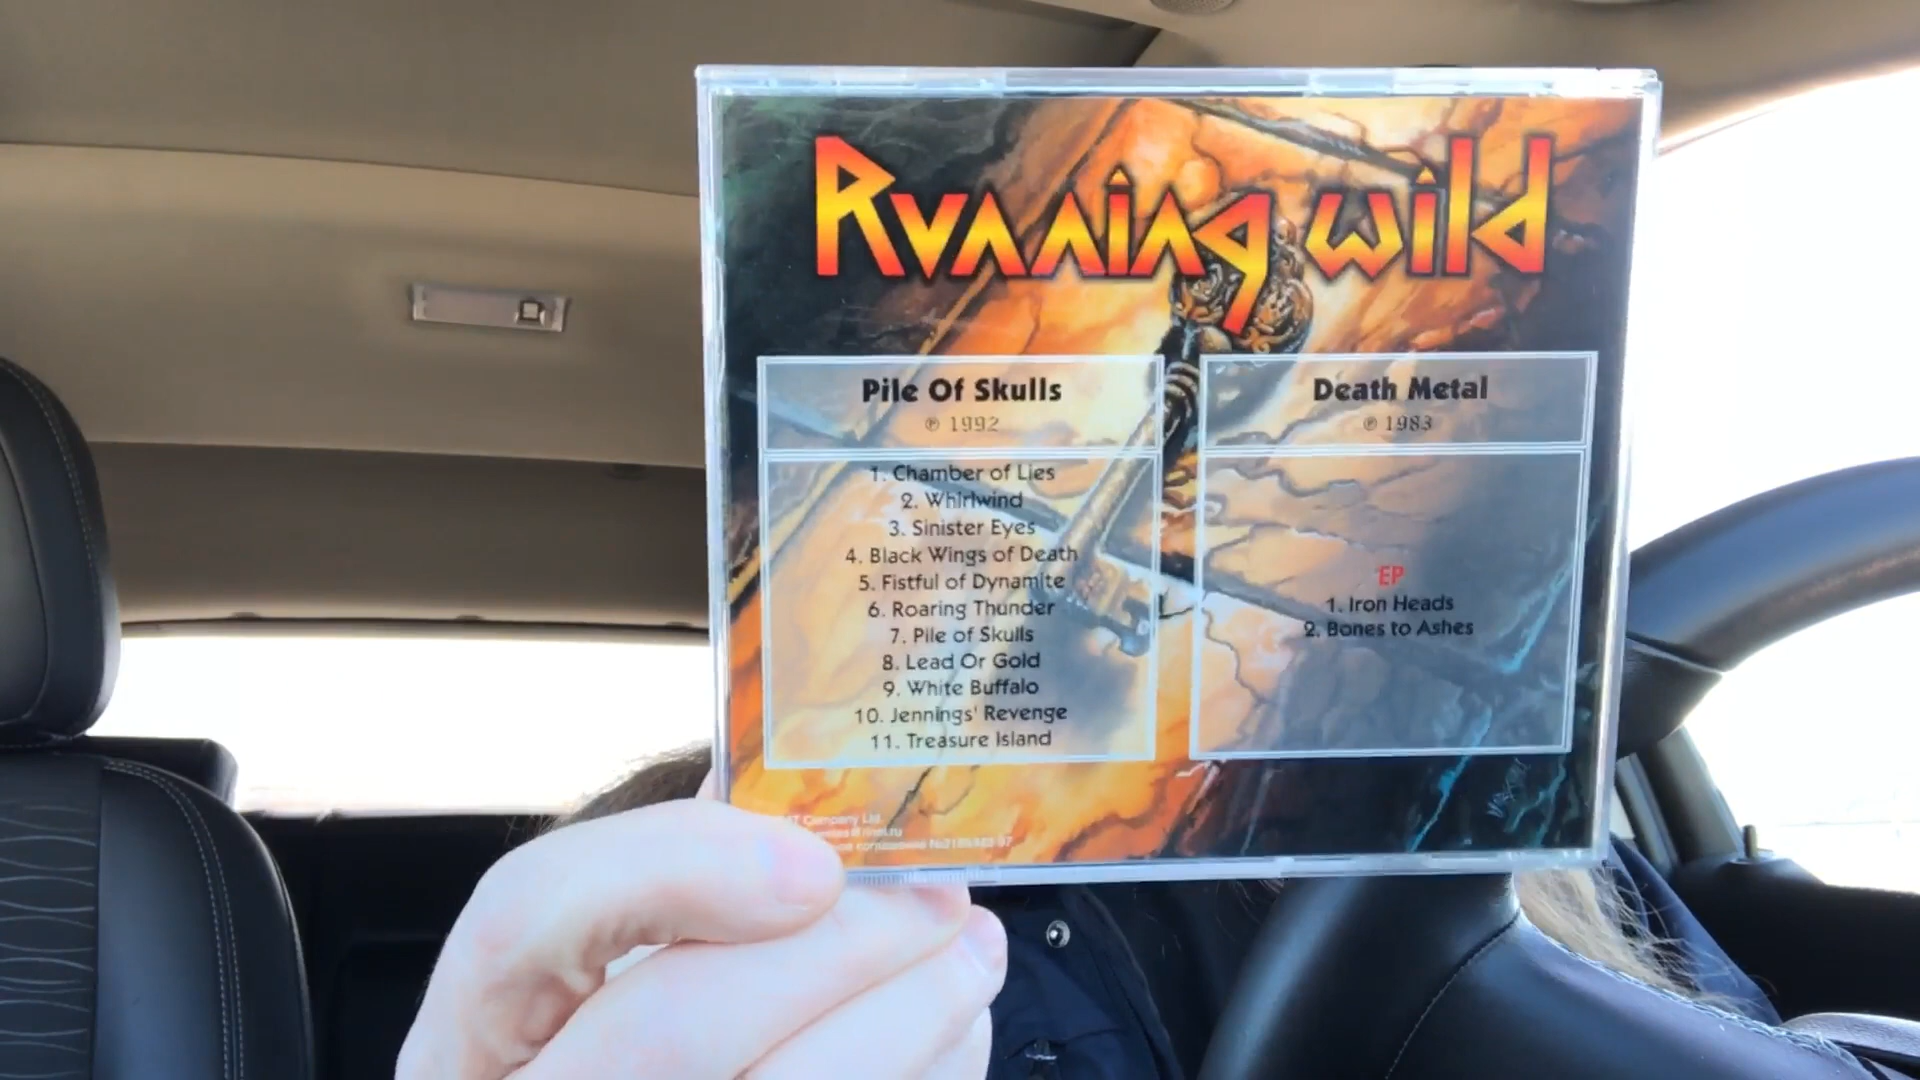 Running wild
Pile Of Skulls
℗ 1992
1. Chamber of Lies
2. Whirlwind
3. Sinister Eyes
4. Black Wings of Death
5. Fistful of Dynamite
6. Roaring Thunder
7. Pile of Skulls
8. Lead Or Gold
9. White Buffalo
10. Jennings' Revenge
11. Treasure Island
Death Metal
℗ 1983
EP
1. Iron Heads
2. Bones to Ashes
Company Ltd.